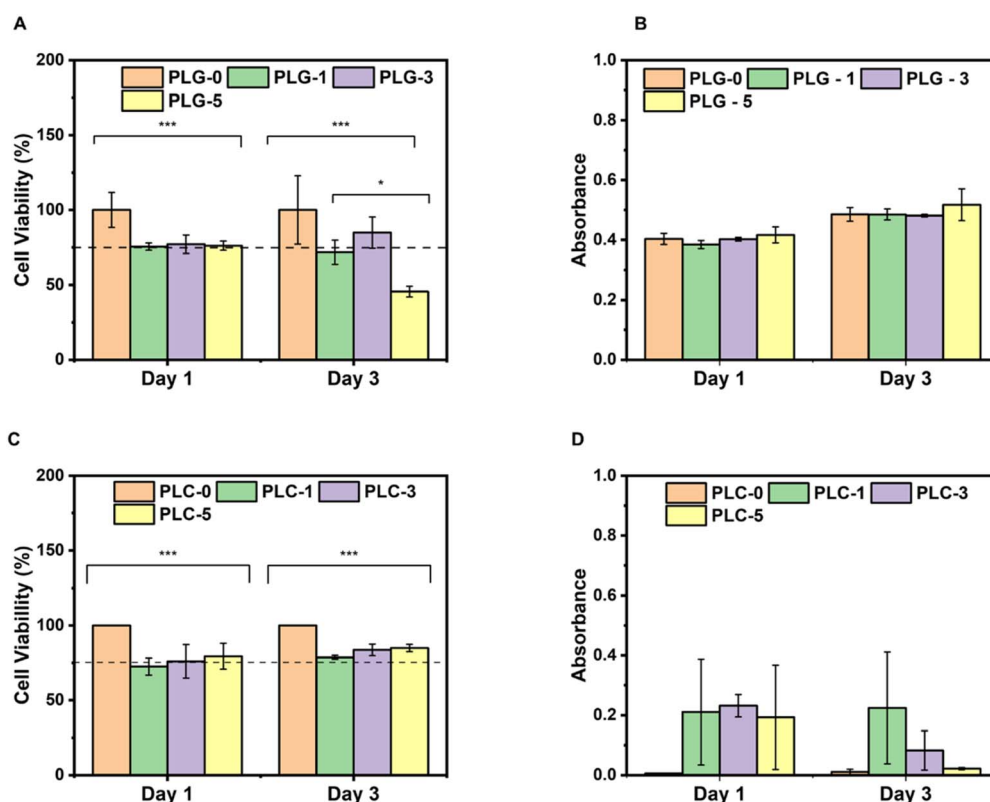 A
B
200
150
100
50
0
Cell Viability (%)
PLG-0 PLG-1 PLG-3
PLG-5
***
***
*
Day 1 Day 3
1.0
0.8
0.6
0.4
0.2
0.0
Absorbance
PLG-0 PLG - 1 PLG - 3
PLG - 5
Day 1 Day 3
C
D
200
150
100
50
0
Cell Viabillity (%)
PLC-0 PLC-1 PLC-3
PLC-5
***
***
Day 1 Day 3
1.0
0.8
0.6
0.4
0.2
0.0
Absorbance
PLC-0 PLC-1 PLC-3
PLC-5
Day 1 Day 3